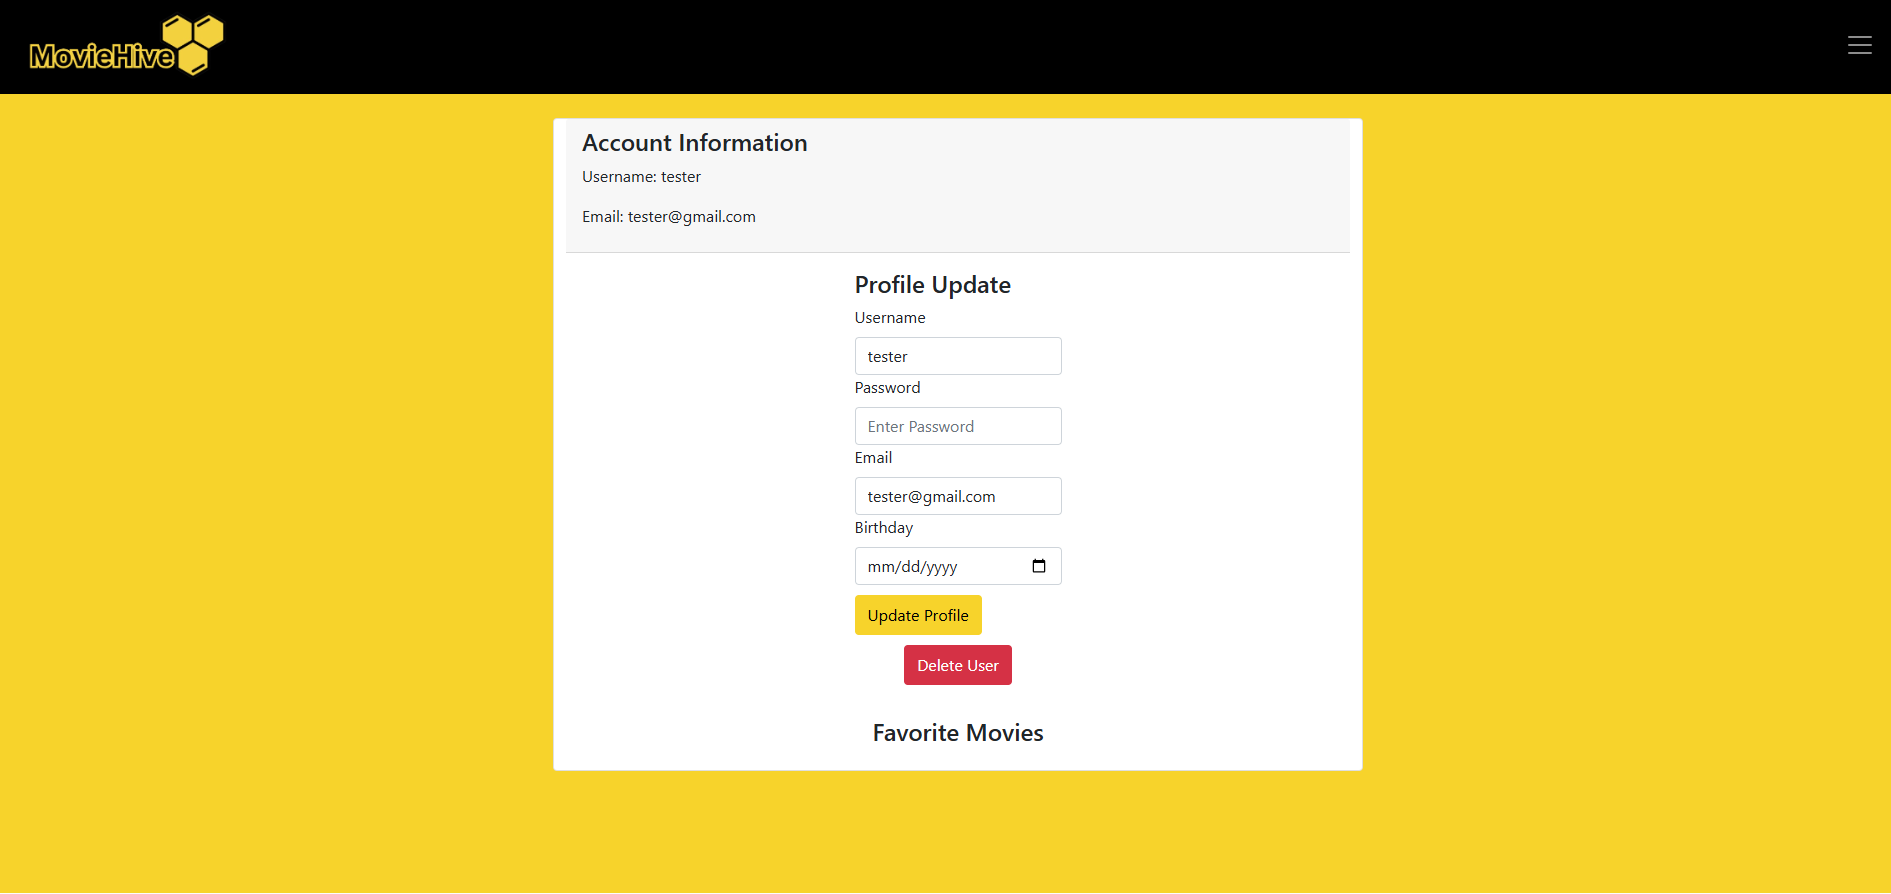 MovieHive
Account Information
Username: tester
Email: tester@gmail.com
Profile Update
Username
tester
Password
Enter Password
Email
tester@gmail.com
Birthday
mm/dd/yyyy
Update Profile
Delete User
Favorite Movies